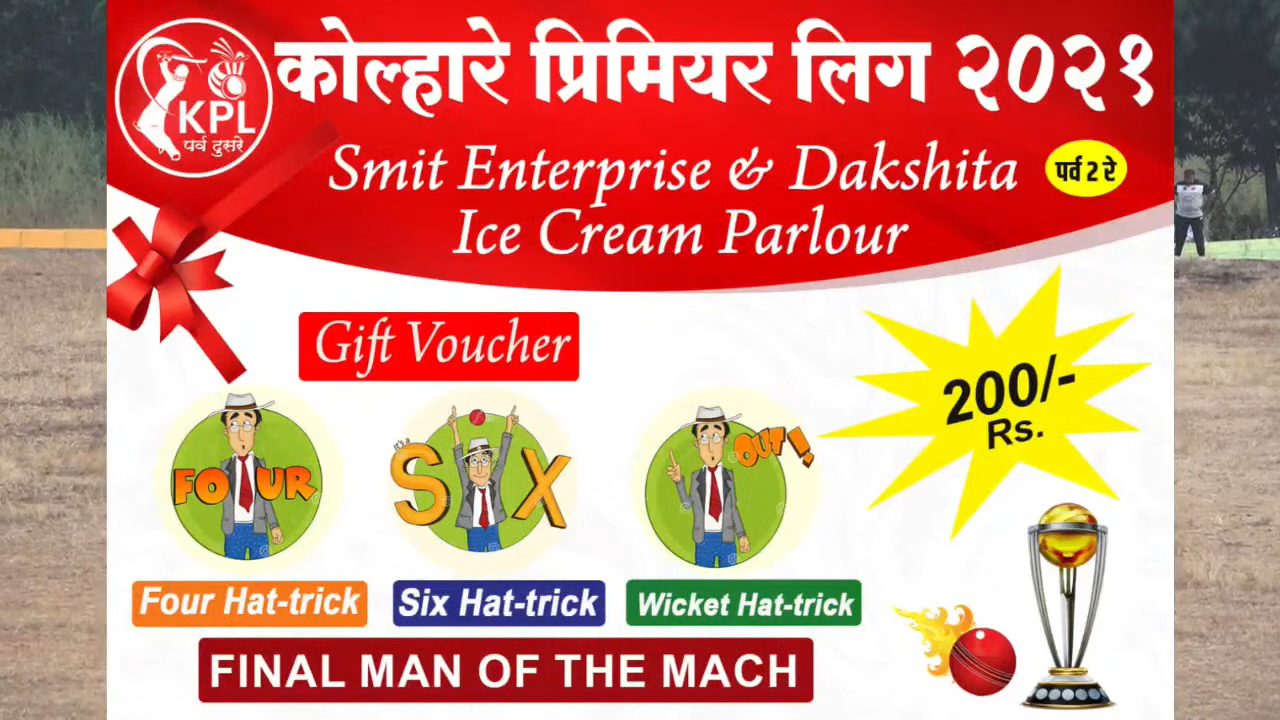 कोल्हारे प्रिमियर लिग २०२१
KPL
पर्व दुसरे
Smit Enterprise & Dakshita
पर्व 2 रे
Ice Cream Parlour
Gift Voucher
200/-
Rs.
FOUR
It's a
SIX
OUT!
Four Hat-trick
Six Hat-trick
Wicket Hat-trick
FINAL MAN OF THE MACH